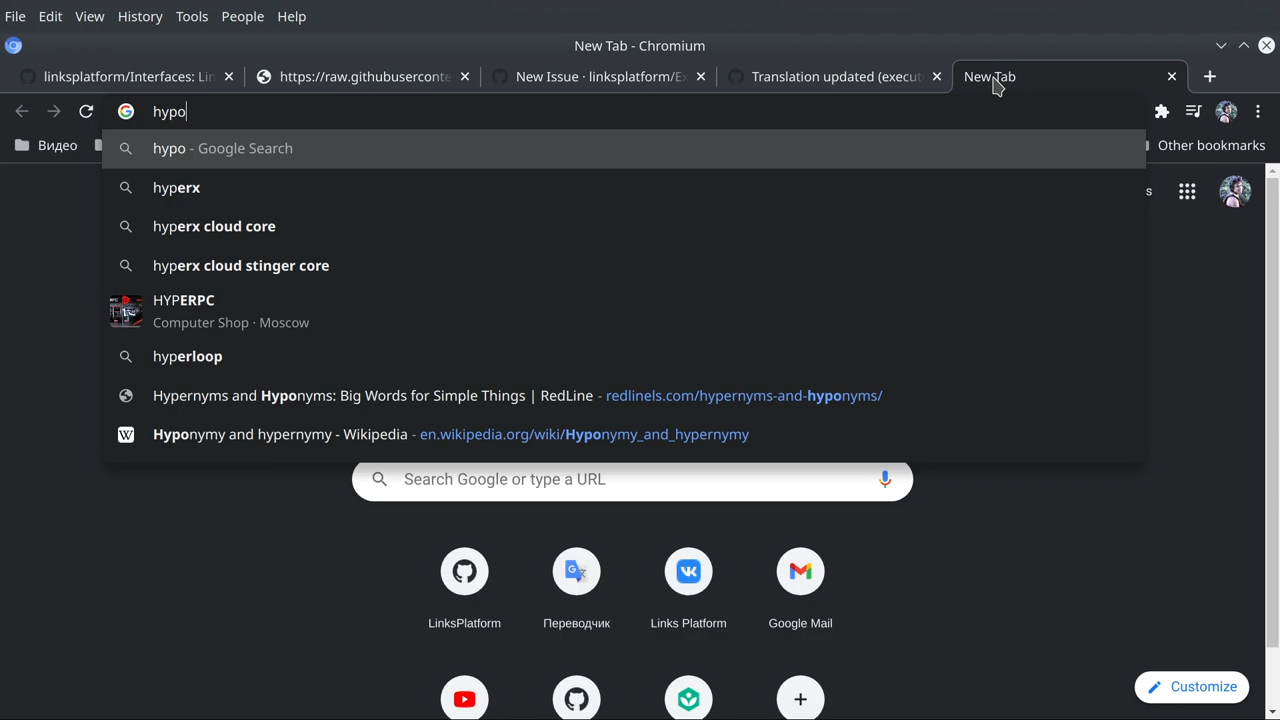 File Edit View History Tools People Help
New Tab - Chromium
linksplatform/Interfaces: Lin
https://raw.githubuserconte
New Issue · linksplatform/Ex
Translation updated (execut
New Tab
hypo
Видео
Other bookmarks
hypo - Google Search
s
hyperx
hyperx cloud core
hyperx cloud stinger core
HYPERPC
Computer Shop · Moscow
hyperloop
Hypernyms and Hyponyms: Big Words for Simple Things | RedLine - redlinels.com/hypernyms-and-hyponyms/
Hyponymy and hypernymy - Wikipedia - en.wikipedia.org/wiki/Hyponymy_and_hypernymy
Search Google or type a URL
LinksPlatform
Переводчик
Links Platform
Google Mail
Customize